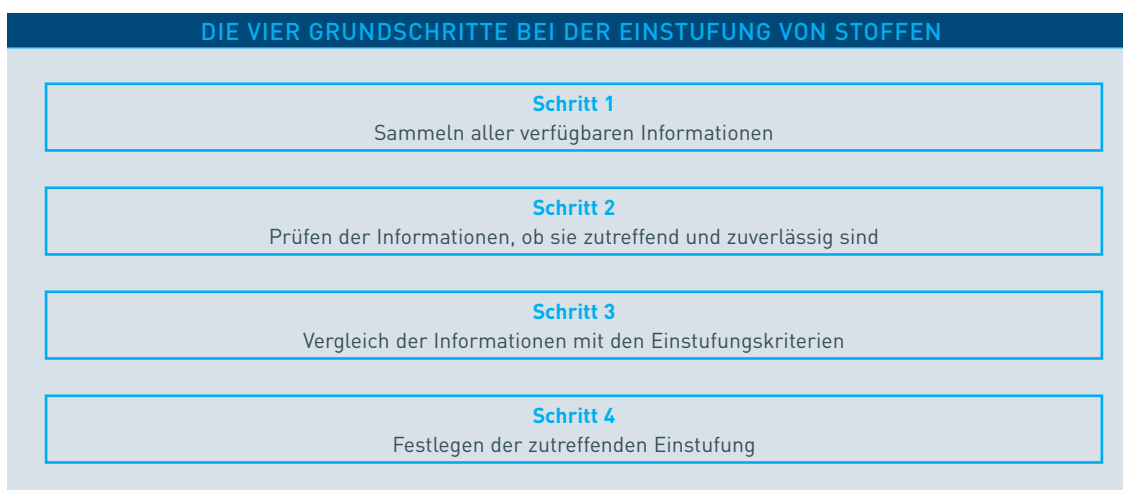 DIE VIER GRUNDSCHRITTE BEI DER EINSTUFUNG VON STOFFEN
Schritt 1
Sammeln aller verfügbaren Informationen
Schritt 2
Prüfen der Informationen, ob sie zutreffend und zuverlässig sind
Schritt 3
Vergleich der Informationen mit den Einstufungskriterien
Schritt 4
Festlegen der zutreffenden Einstufung